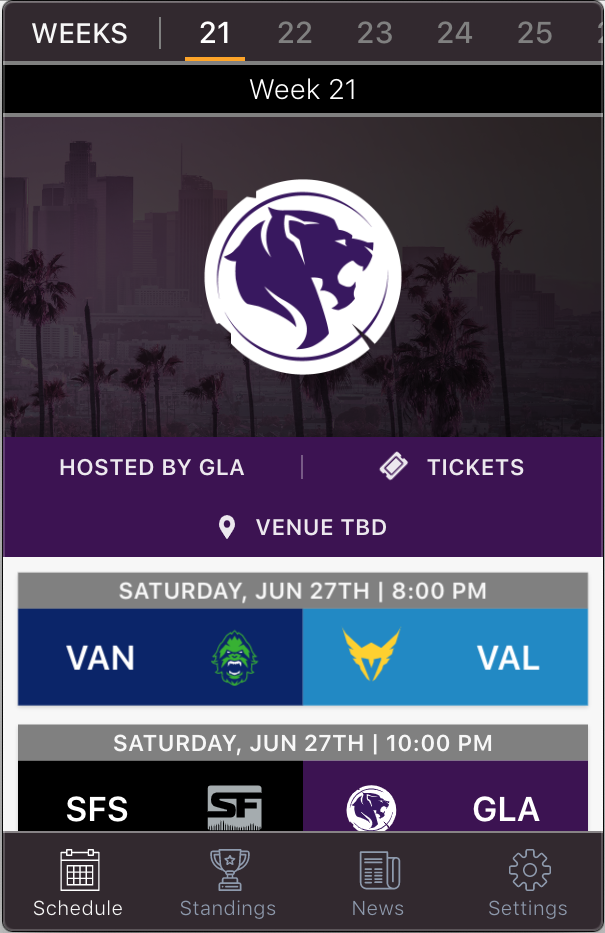 WEEKS | 21 22 23 24 25
Week 21
HOSTED BY GLA | TICKETS
VENUE TBD
SATURDAY, JUN 27TH | 8:00 PM
VAN VAL
SATURDAY, JUN 27TH | 10:00 PM
SFS SF GLA
Schedule Standings News Settings